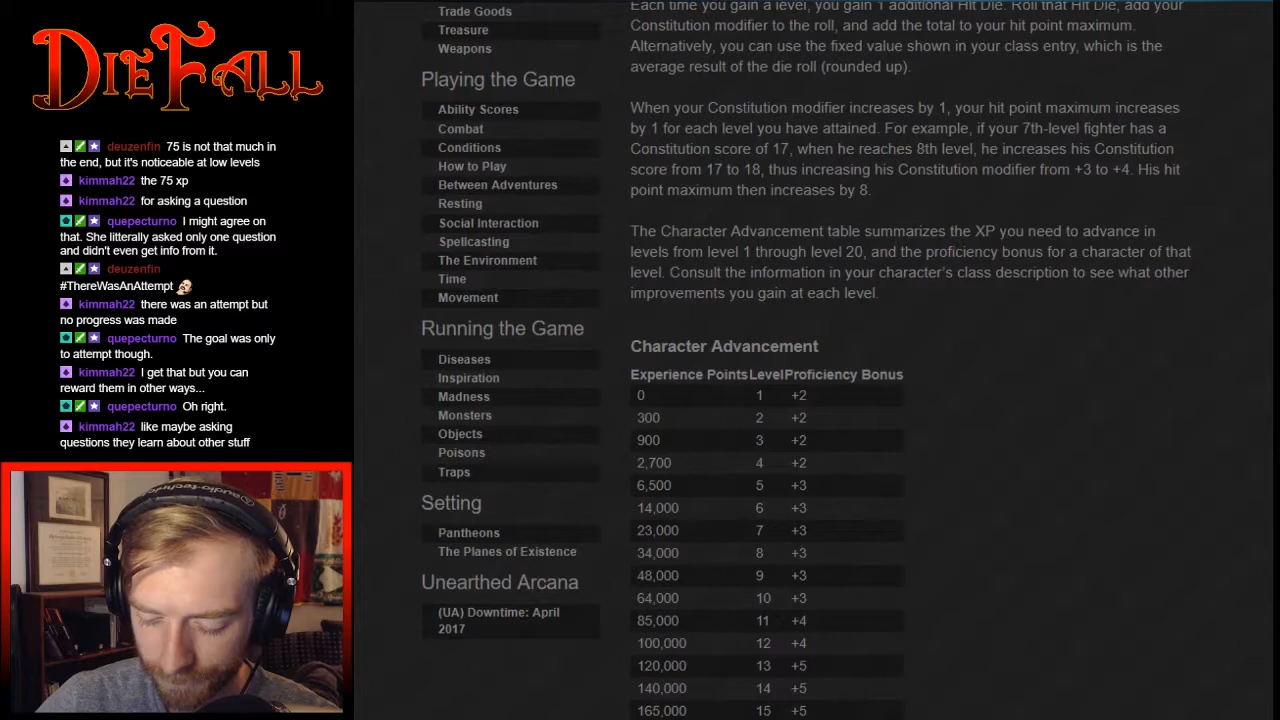 DIEFALL
deuzenfin 75 is not that much in
the end, but it's noticeable at low levels
kimmah22 the 75 xp
kimmah22 for asking a question
quepecturno I might agree on
that. She litterally asked only one question
and didn't even get info from it.
deuzenfin
#ThereWasAnAttempt
kimmah22 there was an attempt but
no progress was made
quepecturno The goal was only
to attempt though.
kimmah22 I get that but you can
reward them in other ways...
quepecturno Oh right.
kimmah22 like maybe asking
questions they learn about other stuff
audio-technica
Trade Goods
Treasure
Weapons
Playing the Game
Ability Scores
Combat
Conditions
How to Play
Between Adventures
Resting
Social Interaction
Spellcasting
The Environment
Time
Movement
Running the Game
Diseases
Inspiration
Madness
Monsters
Objects
Poisons
Traps
Setting
Pantheons
The Planes of Existence
Unearthed Arcana
(UA) Downtime: April
2017
Each time you gain a level, you gain 1 additional Hit Die. Roll that Hit Die, add your
Constitution modifier to the roll, and add the total to your hit point maximum.
Alternatively, you can use the fixed value shown in your class entry, which is the
average result of the die roll (rounded up).
When your Constitution modifier increases by 1, your hit point maximum increases
by 1 for each level you have attained. For example, if your 7th-level fighter has a
Constitution score of 17, when he reaches 8th level, he increases his Constitution
score from 17 to 18, thus increasing his Constitution modifier from +3 to +4. His hit
point maximum then increases by 8.
The Character Advancement table summarizes the XP you need to advance in
levels from level 1 through level 20, and the proficiency bonus for a character of that
level. Consult the information in your character's class description to see what other
improvements you gain at each level.
Character Advancement
Experience Points Level Proficiency Bonus
0 1 +2
300 2 +2
900 3 +2
2,700 4 +2
6,500 5 +3
14,000 6 +3
23,000 7 +3
34,000 8 +3
48,000 9 +3
64,000 10 +3
85,000 11 +4
100,000 12 +4
120,000 13 +5
140,000 14 +5
165,000 15 +5